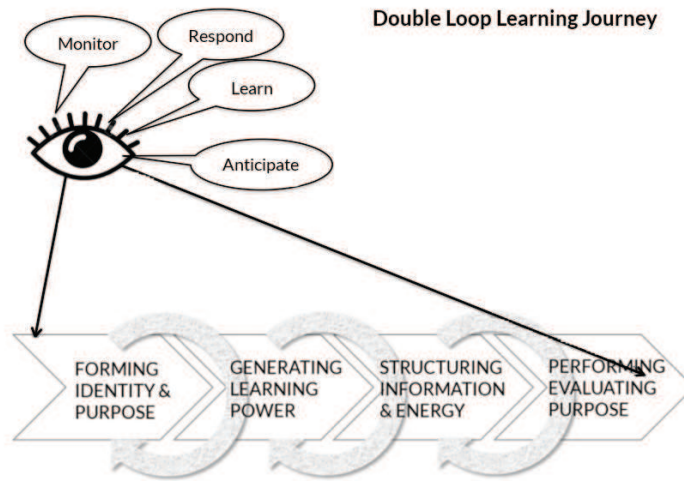 Double Loop Learning Journey
Monitor
Respond
Learn
Anticipate
FORMING
IDENTITY &
PURPOSE
GENERATING
LEARNING
POWER
STRUCTURING
INFORMATION
& ENERGY
PERFORMING
EVALUATING
PURPOSE